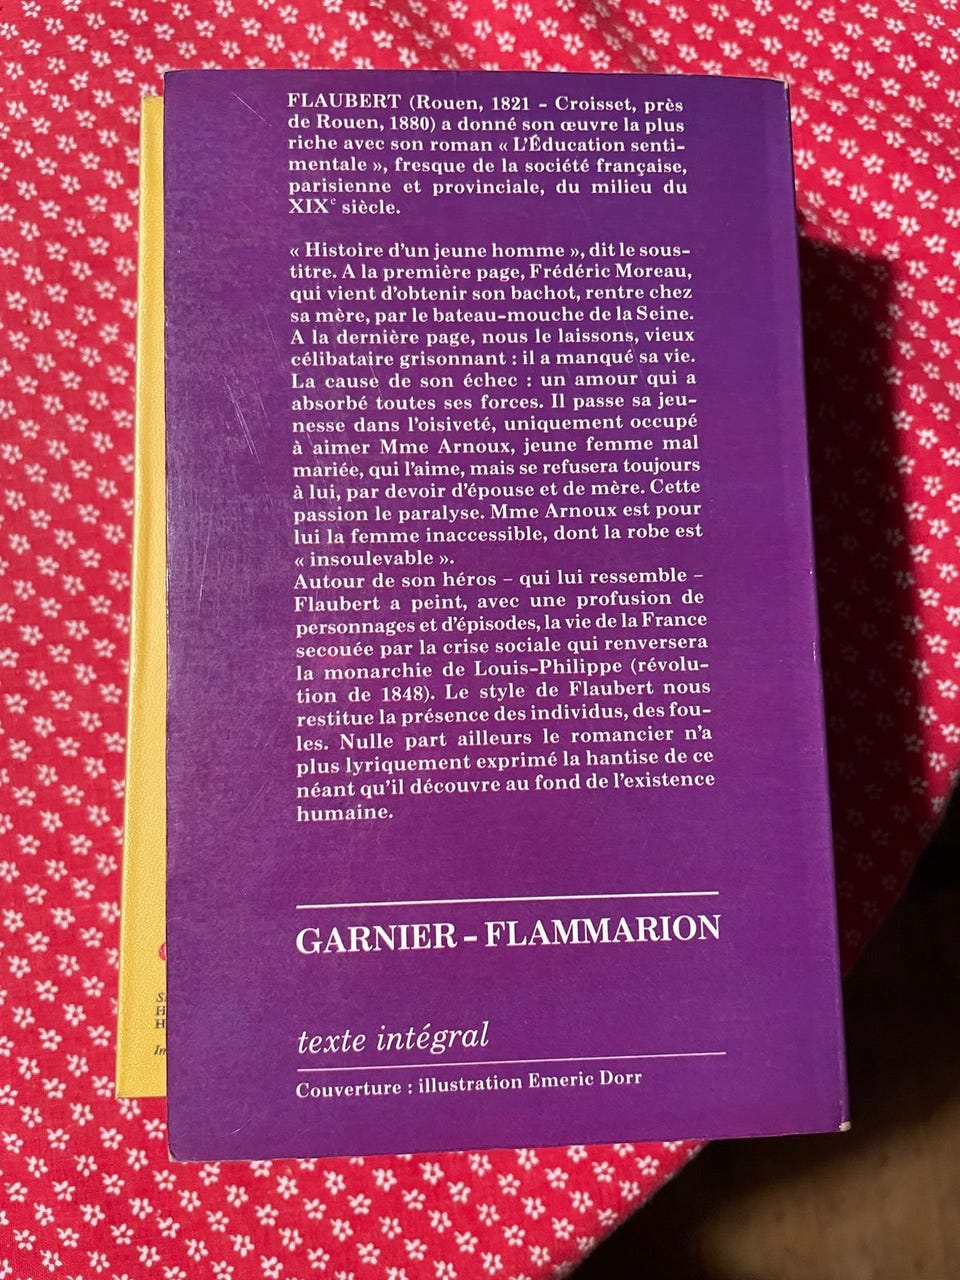 FLAUBERT (Rouen, 1821 - Croisset, près
de Rouen, 1880) a donné son œuvre la plus
riche avec son roman « L'Éducation senti-
mentale », fresque de la société française,
parisienne et provinciale, du milieu du
XIXe siècle.
« Histoire d'un jeune homme », dit le sous-
titre. A la première page, Frédéric Moreau,
qui vient d'obtenir son bachot, rentre chez
sa mère, par le bateau-mouche de la Seine.
A la dernière page, nous le laissons, vieux
célibataire grisonnant : il a manqué sa vie.
La cause de son échec : un amour qui a
absorbé toutes ses forces. Il passe sa jeu-
nesse dans l'oisiveté, uniquement occupé
à aimer Mme Arnoux, jeune femme mal
mariée, qui l'aime, mais se refusera toujours
à lui, par devoir d'épouse et de mère. Cette
passion le paralyse. Mme Arnoux est pour
lui la femme inaccessible, dont la robe est
« insoulevable ».
Autour de son héros - qui lui ressemble -
Flaubert a peint, avec une profusion de
personnages et d'épisodes, la vie de la France
secouée par la crise sociale qui renversera
la monarchie de Louis-Philippe (révolu-
tion de 1848). Le style de Flaubert nous
restitue la présence des individus, des fou-
les. Nulle part ailleurs le romancier n'a
plus lyriquement exprimé la hantise de ce
néant qu'il découvre au fond de l'existence
humaine.
GARNIER - FLAMMARION
texte intégral
Couverture : illustration Emeric Dorr